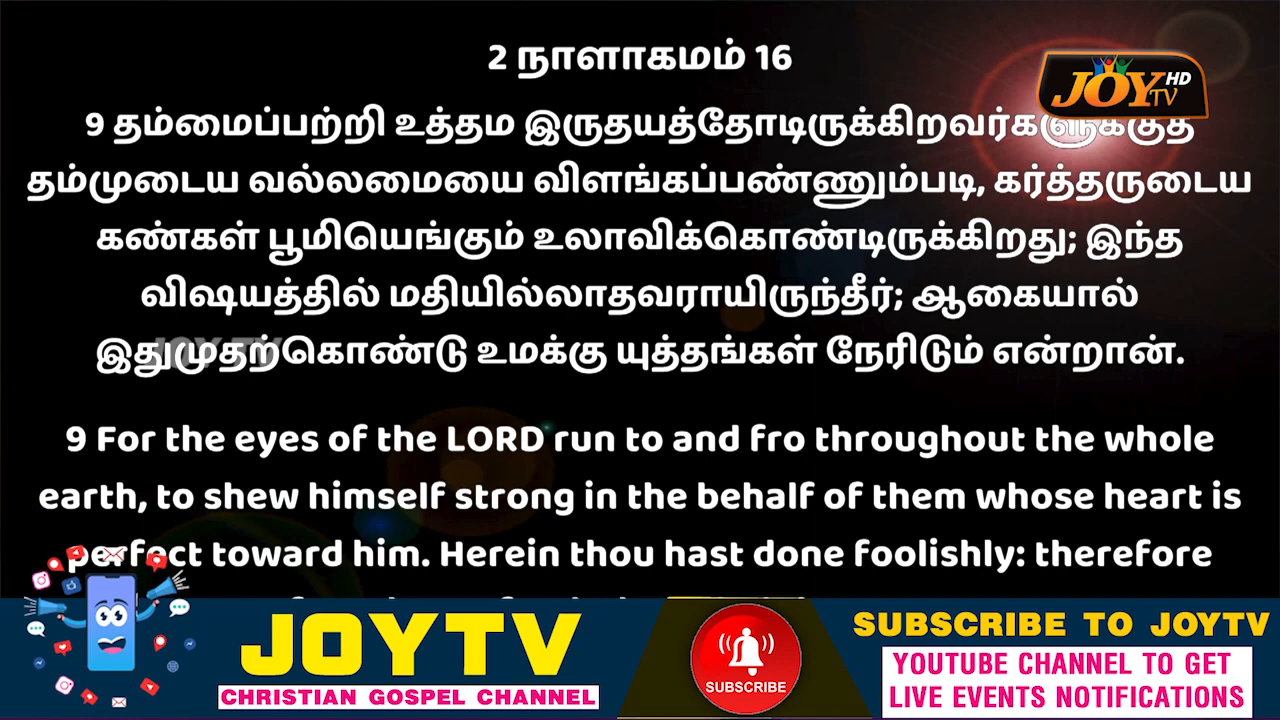 2 நாளாகமம் 16
JOY TV HD
9 தம்மைப்பற்றி உத்தம இருதயத்தோடிருக்கிறவர்களுக்குத்
தம்முடைய வல்லமையை விளங்கப்பண்ணும்படி, கர்த்தருடைய
கண்கள் பூமியெங்கும் உலாவிக்கொண்டிருக்கிறது; இந்த
விஷயத்தில் மதியில்லாதவராயிருந்தீர்; ஆகையால்
இதுமுதற்கொண்டு உமக்கு யுத்தங்கள் நேரிடும் என்றான்.
JOY TV
9 For the eyes of the LORD run to and fro throughout the whole
earth, to shew himself strong in the behalf of them whose heart is
perfect toward him. Herein thou hast done foolishly: therefore
JOYTV
CHRISTIAN GOSPEL CHANNEL
SUBSCRIBE
SUBSCRIBE TO JOYTV
YOUTUBE CHANNEL TO GET
LIVE EVENTS NOTIFICATIONS